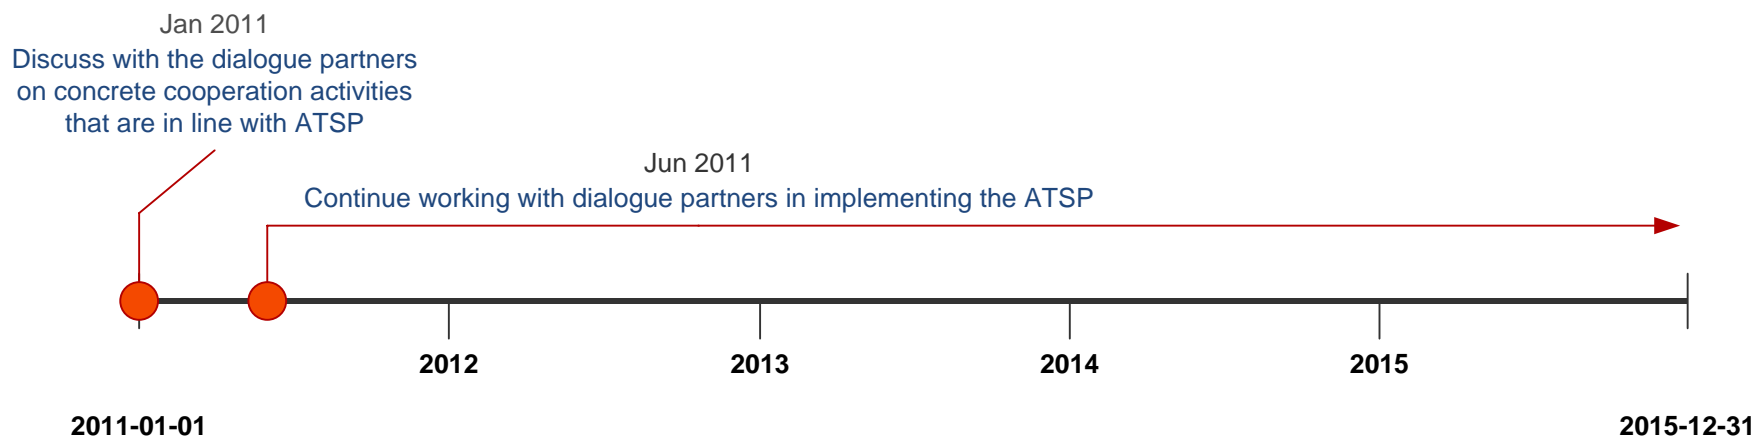 Jan 2011
Discuss with the dialogue partners
on concrete cooperation activities
that are in line with ATSP
Jun 2011
Continue working with dialogue partners in implementing the ATSP
2012
2013
2014
2015
2011-01-01
2015-12-31